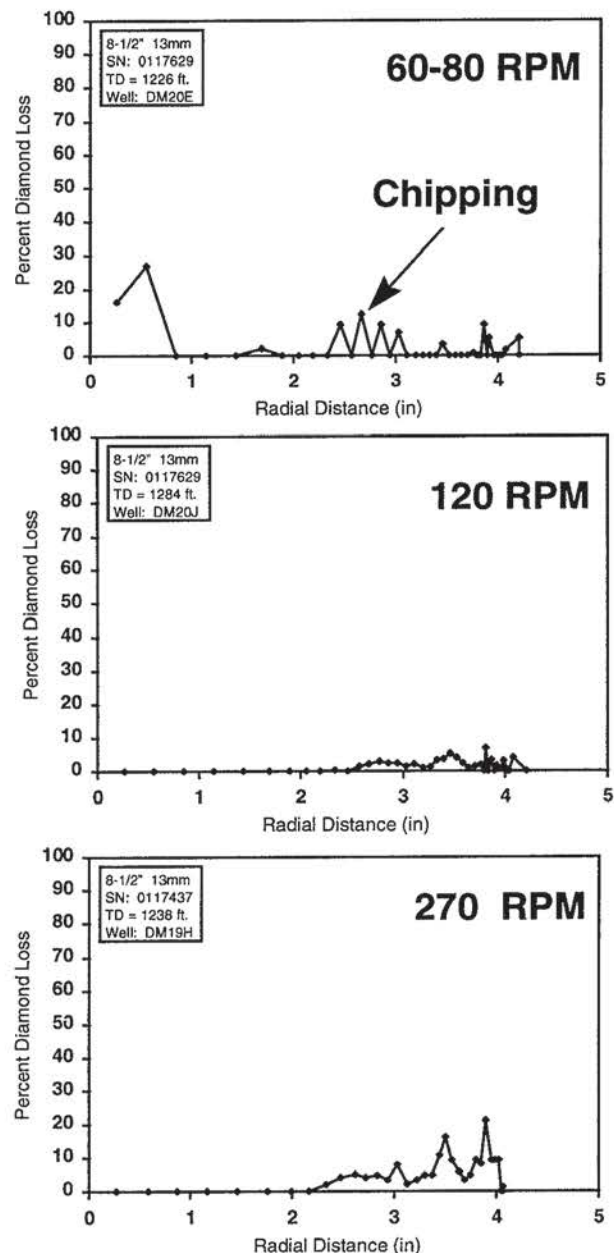 100
90
80
70
60
50
40
30
20
10
0
Percent Diamond Loss
8-1/2" 13mm
SN: 0117629
TD = 1226 ft.
Well: DM20E
60-80 RPM
Chipping
0 1 2 3 4 5
Radial Distance (in)
100
90
80
70
60
50
40
30
20
10
0
Percent Diamond Loss
8-1/2" 13mm
SN: 0117629
TD = 1284 ft.
Well: DM20J
120 RPM
0 1 2 3 4 5
Radial Distance (in)
100
90
80
70
60
50
40
30
20
10
0
Percent Diamond Loss
8-1/2" 13mm
SN: 0117437
TD = 1238 ft.
Well: DM19H
270 RPM
0 1 2 3 4 5
Radial Distance (in)